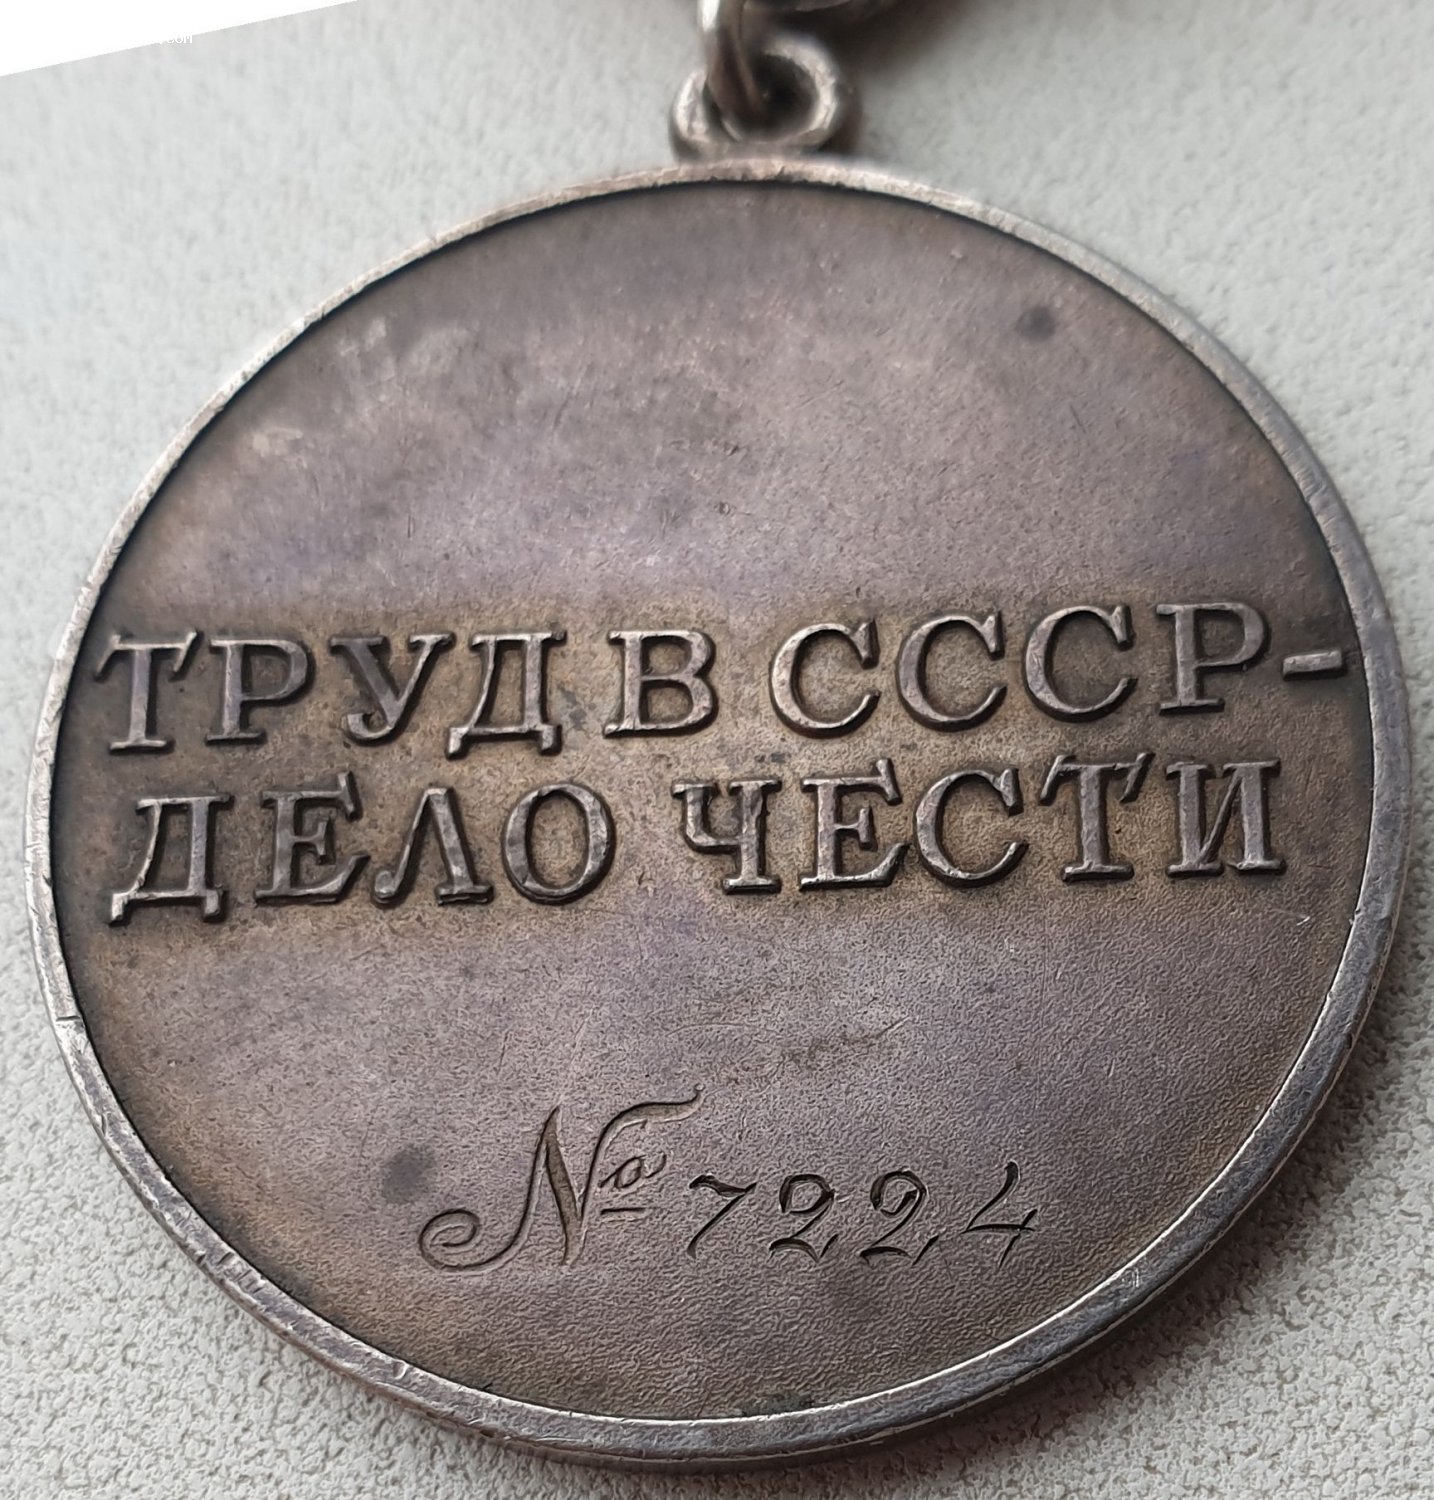 ТРУД В СССР-
ДЕЛО ЧЕСТИ
№ 7224